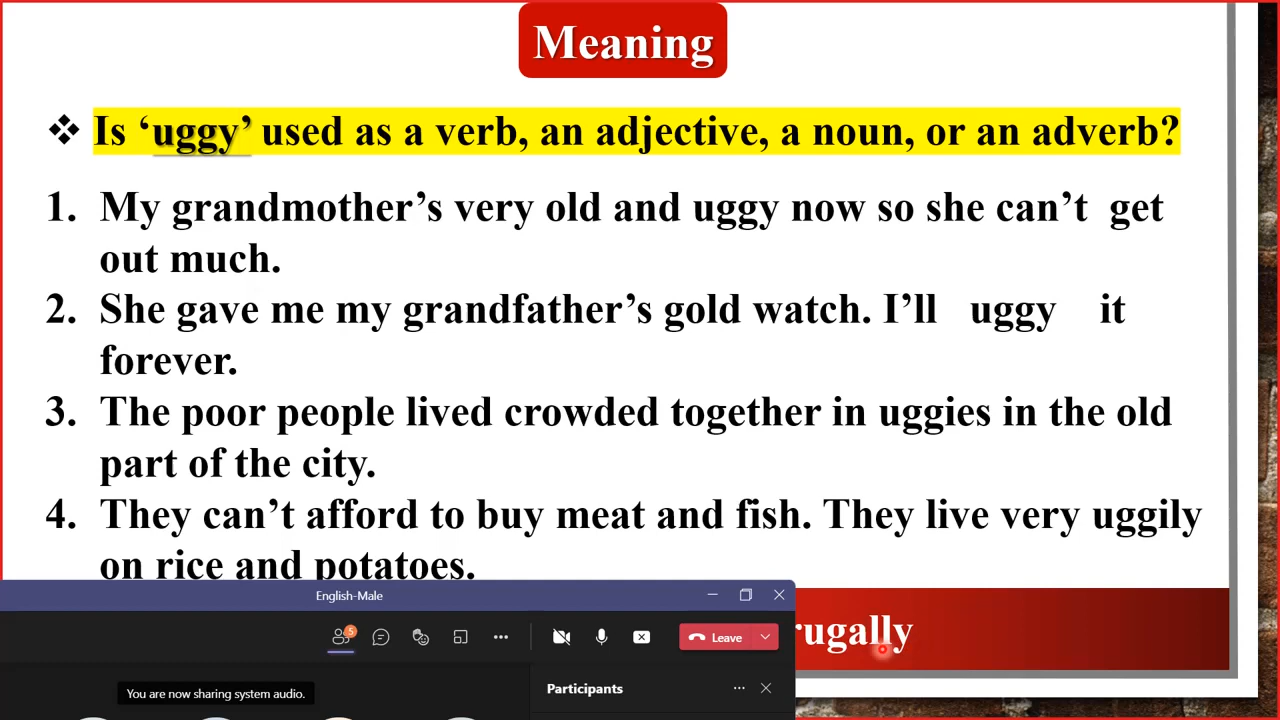 Meaning
❖ Is ‘uggy’ used as a verb, an adjective, a noun, or an adverb?
1. My grandmother’s very old and uggy now so she can’t get
out much.
2. She gave me my grandfather’s gold watch. I’ll uggy it
forever.
3. The poor people lived crowded together in uggies in the old
part of the city.
4. They can’t afford to buy meat and fish. They live very uggily
on rice and potatoes.
rugally
English-Male
5
Leave
You are now sharing system audio.
Participants